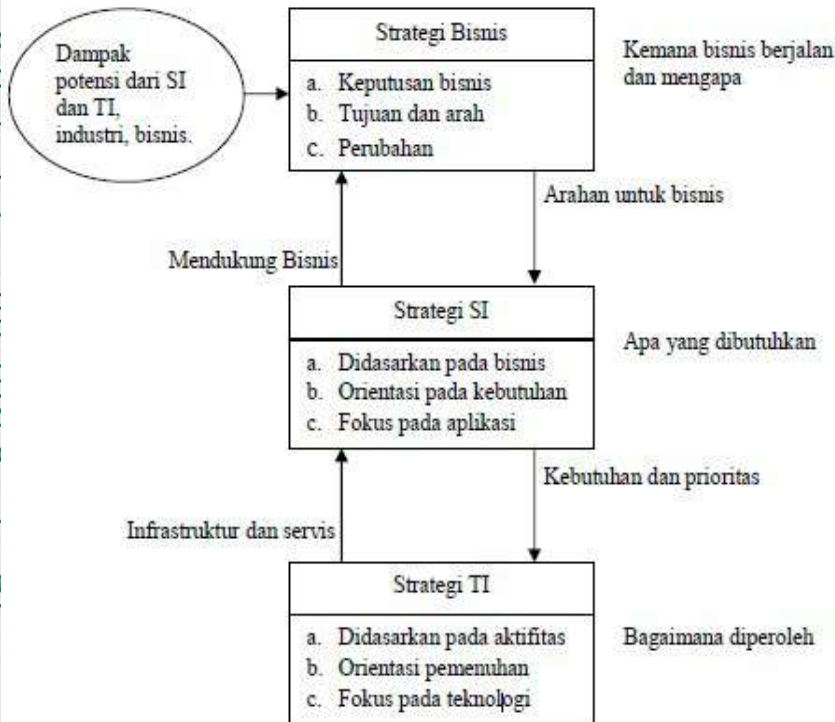 Dampak
potensi dari SI
dan TI,
industri, bisnis.
Strategi Bisnis
a. Keputusan bisnis
b. Tujuan dan arah
c. Perubahan
Kemana bisnis berjalan
dan mengapa
Arahan untuk bisnis
Mendukung Bisnis
Strategi SI
a. Didasarkan pada bisnis
b. Orientasi pada kebutuhan
c. Fokus pada aplikasi
Apa yang dibutuhkan
Kebutuhan dan prioritas
Infrastruktur dan servis
Strategi TI
a. Didasarkan pada aktifitas
b. Orientasi pemenuhan
c. Fokus pada teknologi
Bagaimana diperoleh